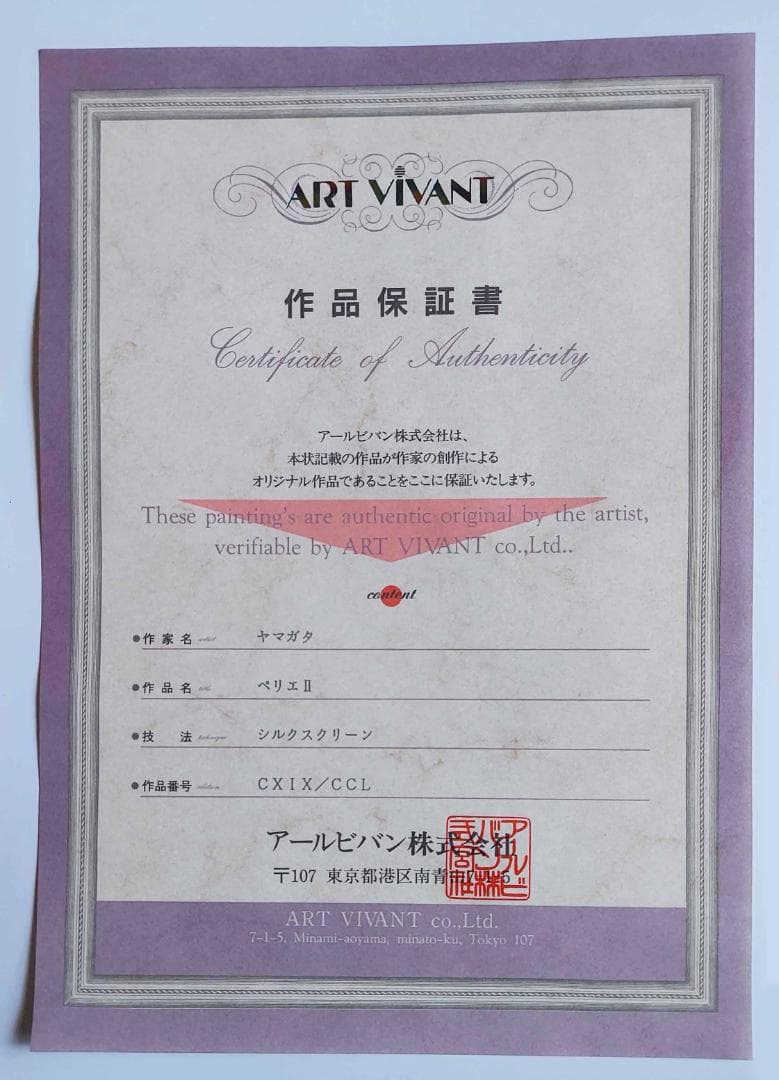 ART VIVANT
作品保証書
Certificate of Authenticity
アールビバン株式会社は、
本状記載の作品が作家の創作による
オリジナル作品であることをここに保証いたします。
These painting's are authentic original by the artist,
verifiable by ART VIVANT co.,Ltd..
content
●作家名 artist ヤマガタ
●作品名 title ペリエⅡ
●技 法 technique シルクスクリーン
●作品番号 edition CXIX/CCL
アールビバン株式会社
〒107 東京都港区南青山7-1-5
ART VIVANT co.,Ltd.
7-1-5, Minami-aoyama, minato-ku, Tokyo 107